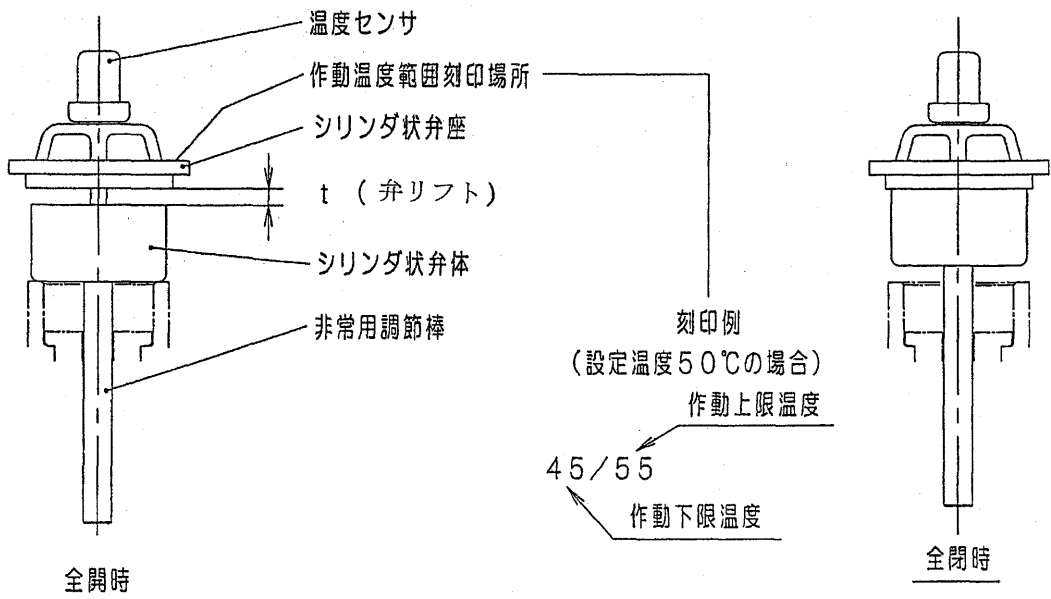 温度センサ
作動温度範囲刻印場所
シリンダ状弁座
t (弁リフト)
シリンダ状弁体
非常用調節棒
刻印例
(設定温度50℃の場合)
作動上限温度
45/55
作動下限温度
全開時
全閉時